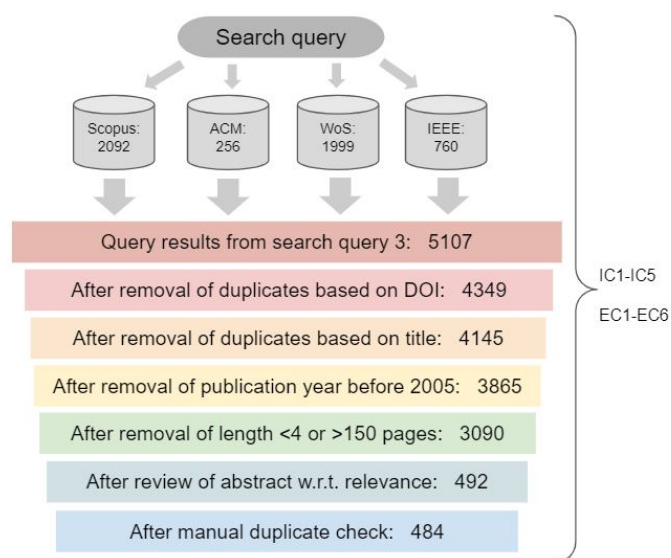 Search query
Scopus:
2092
ACM:
256
WoS:
1999
IEEE:
760
Query results from search query 3: 5107
After removal of duplicates based on DOI: 4349
After removal of duplicates based on title: 4145
After removal of publication year before 2005: 3865
After removal of length <4 or >150 pages: 3090
After review of abstract w.r.t. relevance: 492
After manual duplicate check: 484
IC1-IC5
EC1-EC6